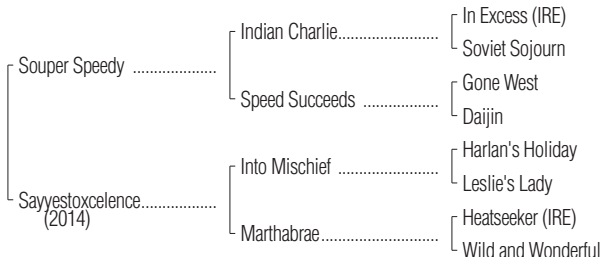 In Excess (IRE)
Indian Charlie.......................
Soviet Sojourn
Souper Speedy ...................
Gone West
Speed Succeeds .................
Daijin
Harlan's Holiday
Into Mischief .......................
Leslie's Lady
Sayyestoxcelence.................
(2014)
Heatseeker (IRE)
Marthabrae...........................
Wild and Wonderful